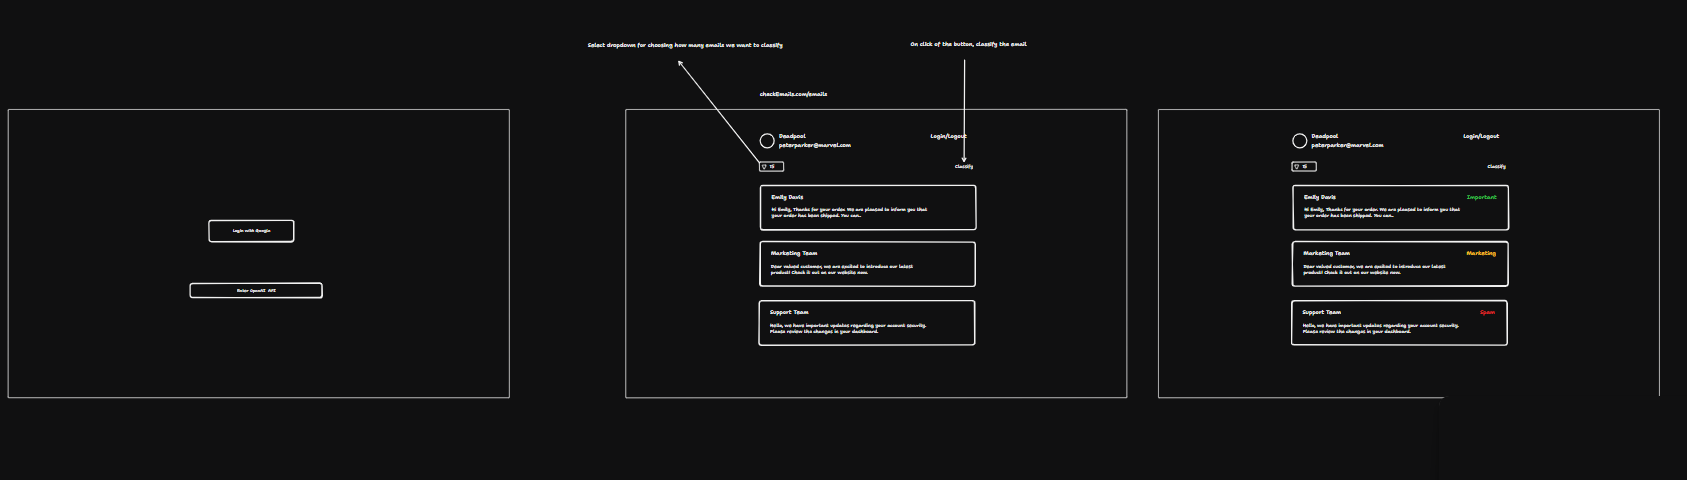 Select dropdown for choosing how many emails we want to classify
On click of the button, classify the email
checkEmails.com/emails
Login with Google
Enter OpenAI API
Deadpool
peterparker@marvel.com
Login/Logout
15
Classify
Emily Davis
Hi Emily, Thanks for your order. We are pleased to inform you that
your order has been shipped. You can..
Marketing Team
Dear valued customer, we are excited to introduce our latest
product! Check it out on our website now.
Support Team
Hello, we have important updates regarding your account security.
Please review the changes in your dashboard.
Deadpool
peterparker@marvel.com
Login/Logout
15
Classify
Emily Davis
Important
Hi Emily, Thanks for your order. We are pleased to inform you that
your order has been shipped. You can..
Marketing Team
Marketing
Dear valued customer, we are excited to introduce our latest
product! Check it out on our website now.
Support Team
Spam
Hello, we have important updates regarding your account security.
Please review the changes in your dashboard.